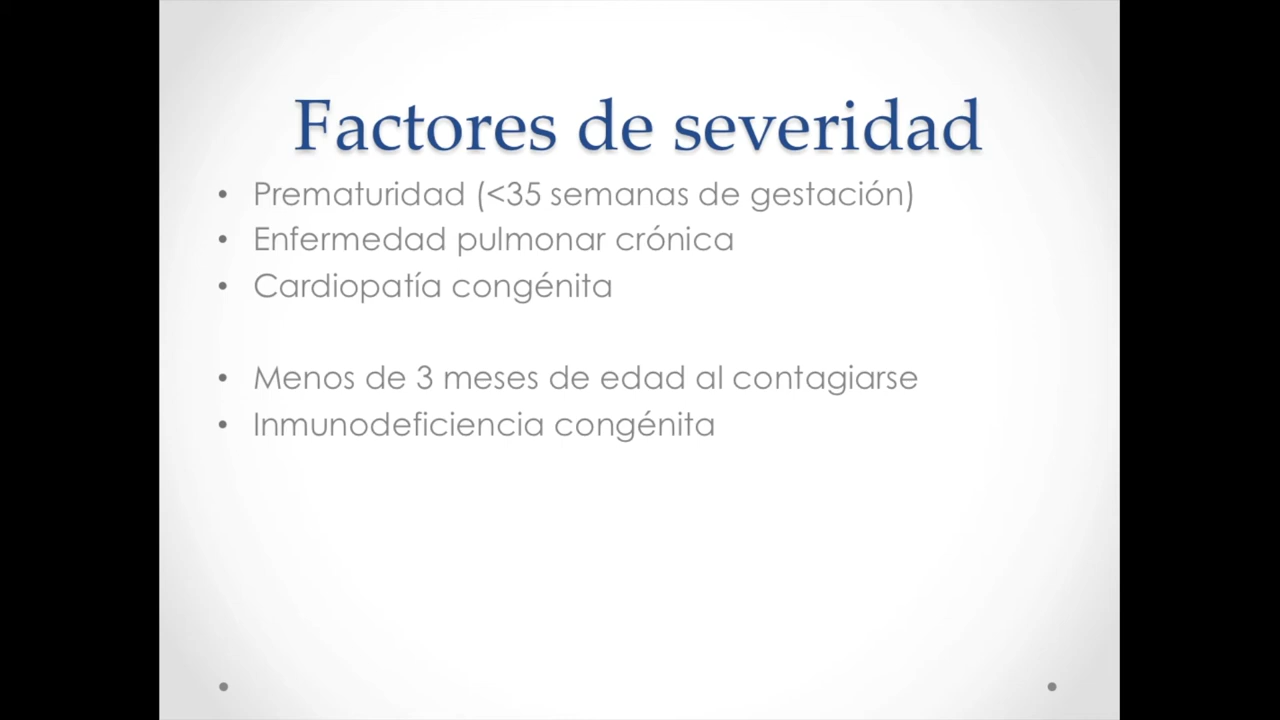 Factores de severidad
• Prematuridad (<35 semanas de gestación)
• Enfermedad pulmonar crónica
• Cardiopatía congénita
• Menos de 3 meses de edad al contagiarse
• Inmunodeficiencia congénita